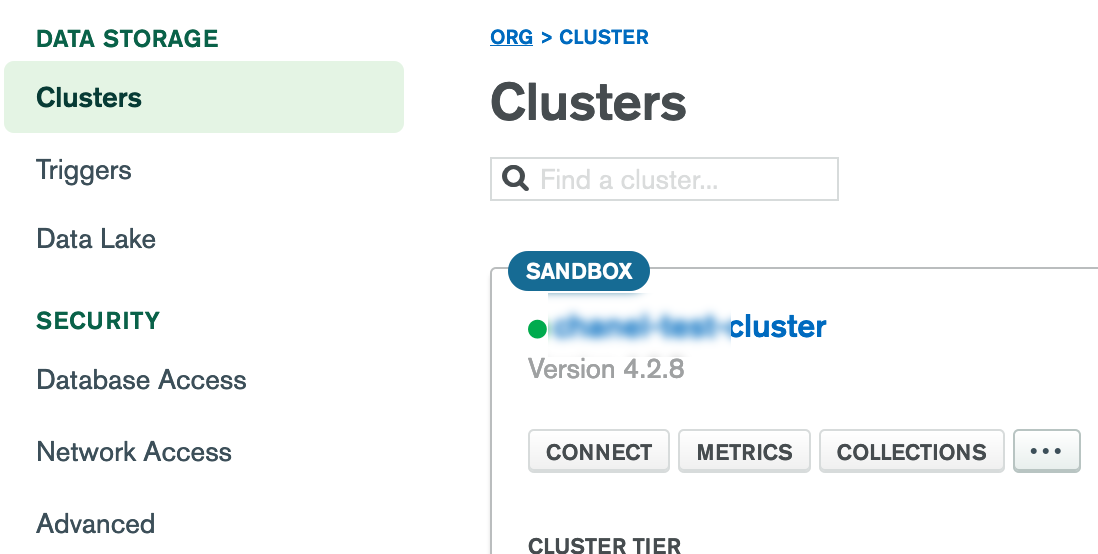 DATA STORAGE
Clusters
Triggers
Data Lake
SECURITY
Database Access
Network Access
Advanced
ORG > CLUSTER
Clusters
Find a cluster...
SANDBOX
cluster
Version 4.2.8
CONNECT
METRICS
COLLECTIONS
...
CLUSTER TIER